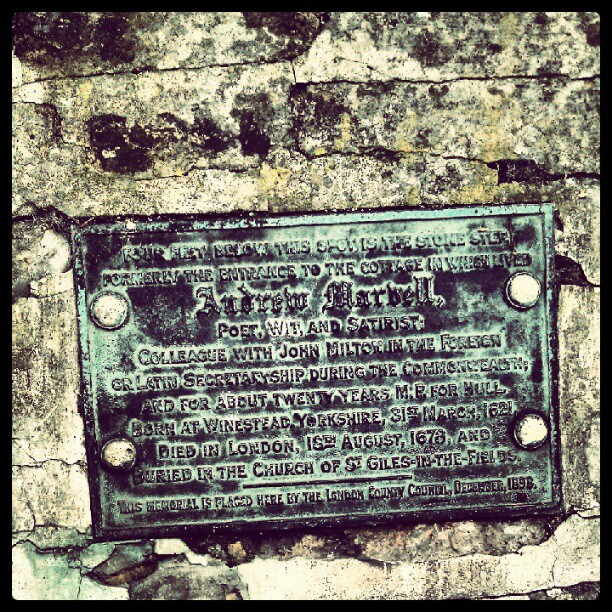 FOUR FEET BELOW THIS SPOT IS THE STONE STEP,
FORMERLY THE ENTRANCE TO THE COTTAGE IN WHICH LIVED
Andrew Marvell,
POET, WIT, AND SATIRIST;
COLLEAGUE WITH JOHN MILTON IN THE FOREIGN
OR LATIN SECRETARYSHIP DURING THE COMMONWEALTH;
AND FOR ABOUT TWENTY YEARS M.P. FOR HULL.
BORN AT WINESTEAD, YORKSHIRE, 31ST MARCH, 1621,
DIED IN LONDON, 18TH AUGUST, 1678, AND
BURIED IN THE CHURCH OF ST GILES-IN-THE-FIELDS.
THIS MEMORIAL IS PLACED HERE BY THE LONDON COUNTY COUNCIL, DECEMBER, 1898.